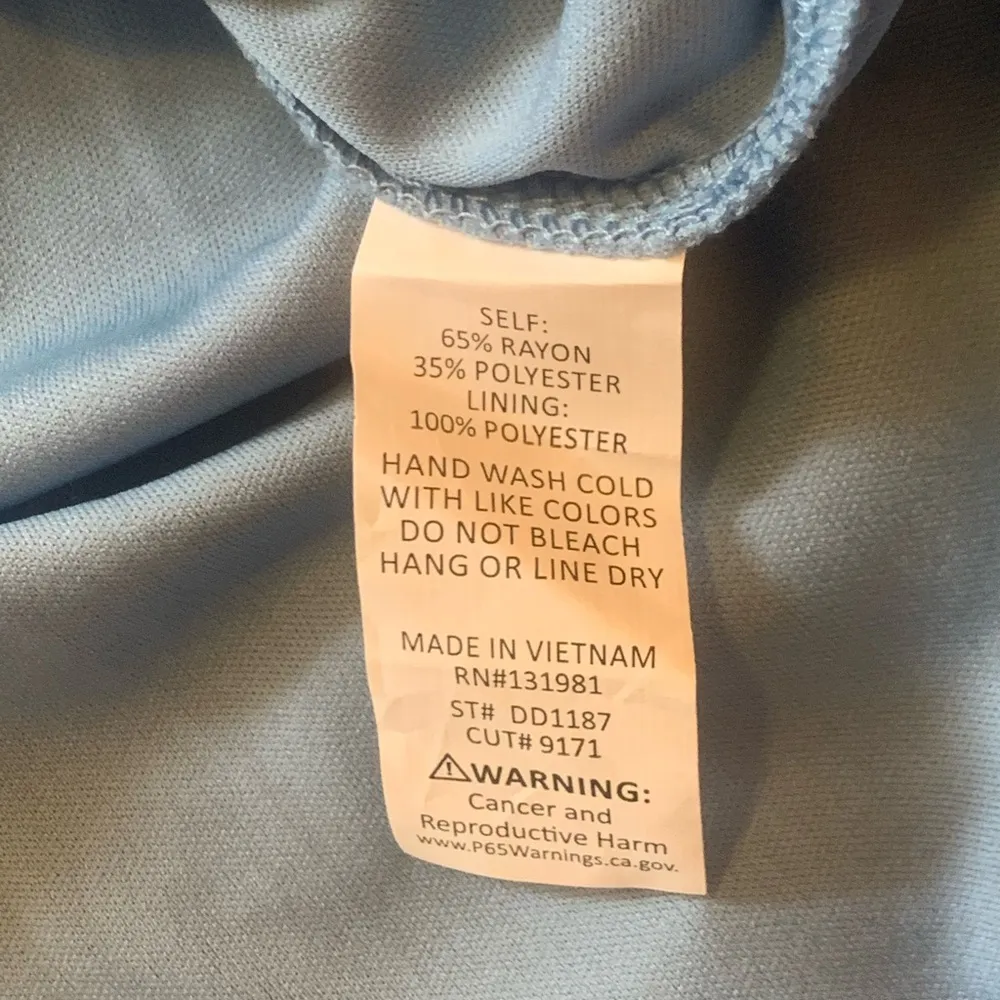 SELF:
65% RAYON
35% POLYESTER
LINING:
100% POLYESTER
HAND WASH COLD
WITH LIKE COLORS
DO NOT BLEACH
HANG OR LINE DRY
MADE IN VIETNAM
RN#131981
ST# DD1187
CUT# 9171
⚠WARNING:
Cancer and
Reproductive Harm
www.P65Warnings.ca.gov.